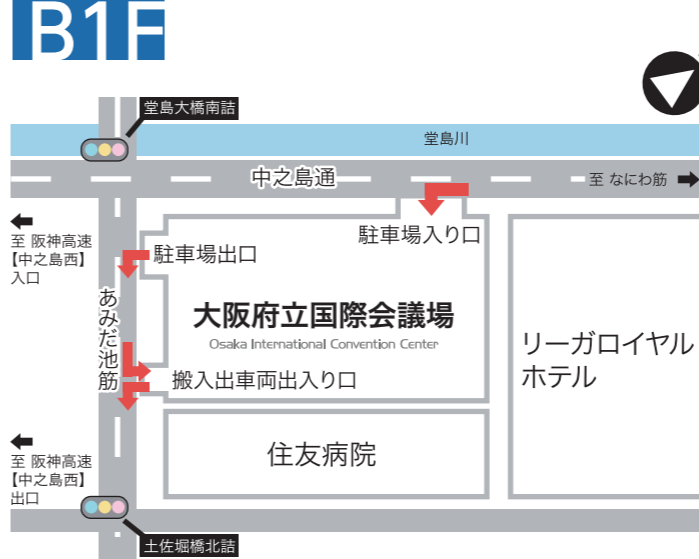 B1F
堂島大橋南詰
堂島川
中之島通
至 なにわ筋
至 阪神高速
【中之島西】
入口
駐車場入り口
駐車場出口
あみだ池筋
大阪府立国際会議場
Osaka International Convention Center
リーガロイヤル
ホテル
搬入出車両出入り口
住友病院
至 阪神高速
【中之島西】
出口
土佐堀橋北詰